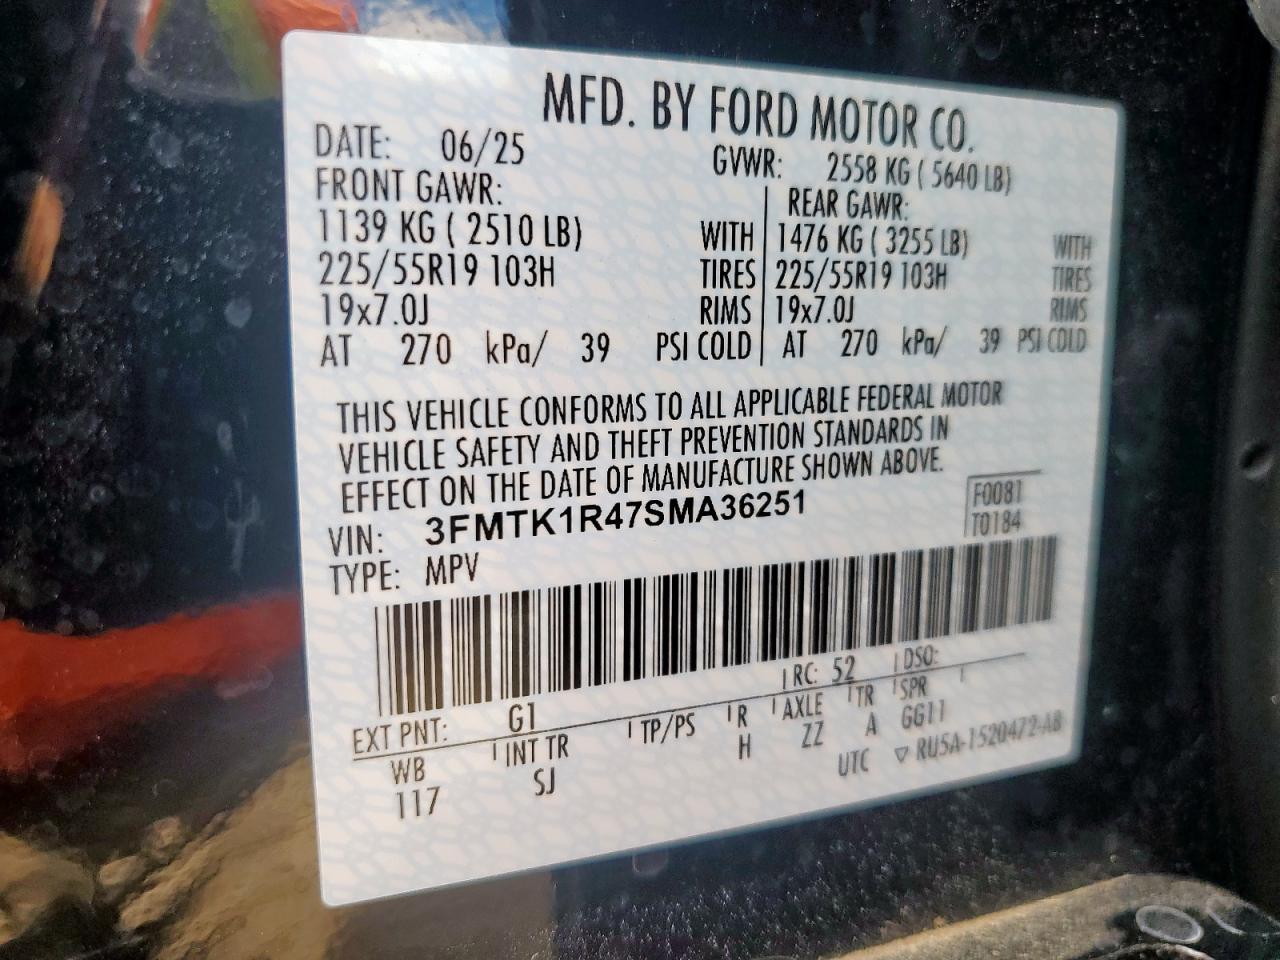 MFD. BY FORD MOTOR CO.
DATE: 06/25 GVWR: 2558 KG ( 5640 LB)
FRONT GAWR: REAR GAWR:
1139 KG ( 2510 LB) WITH 1476 KG ( 3255 LB) WITH
225/55R19 103H TIRES 225/55R19 103H TIRES
19x7.0J RIMS 19x7.0J RIMS
AT 270 kPa/ 39 PSI COLD AT 270 kPa/ 39 PSI COLD
THIS VEHICLE CONFORMS TO ALL APPLICABLE FEDERAL MOTOR
VEHICLE SAFETY AND THEFT PREVENTION STANDARDS IN
EFFECT ON THE DATE OF MANUFACTURE SHOWN ABOVE.
VIN: 3FMTK1R47SMA36251 F0081
TYPE: MPV T0184
EXT PNT: G1 RC: 52 DSO:
WB INT TR TP/PS R AXLE TR SPR
117 SJ H ZZ A GG11
UTC ▽ RU5A-1520472-AB